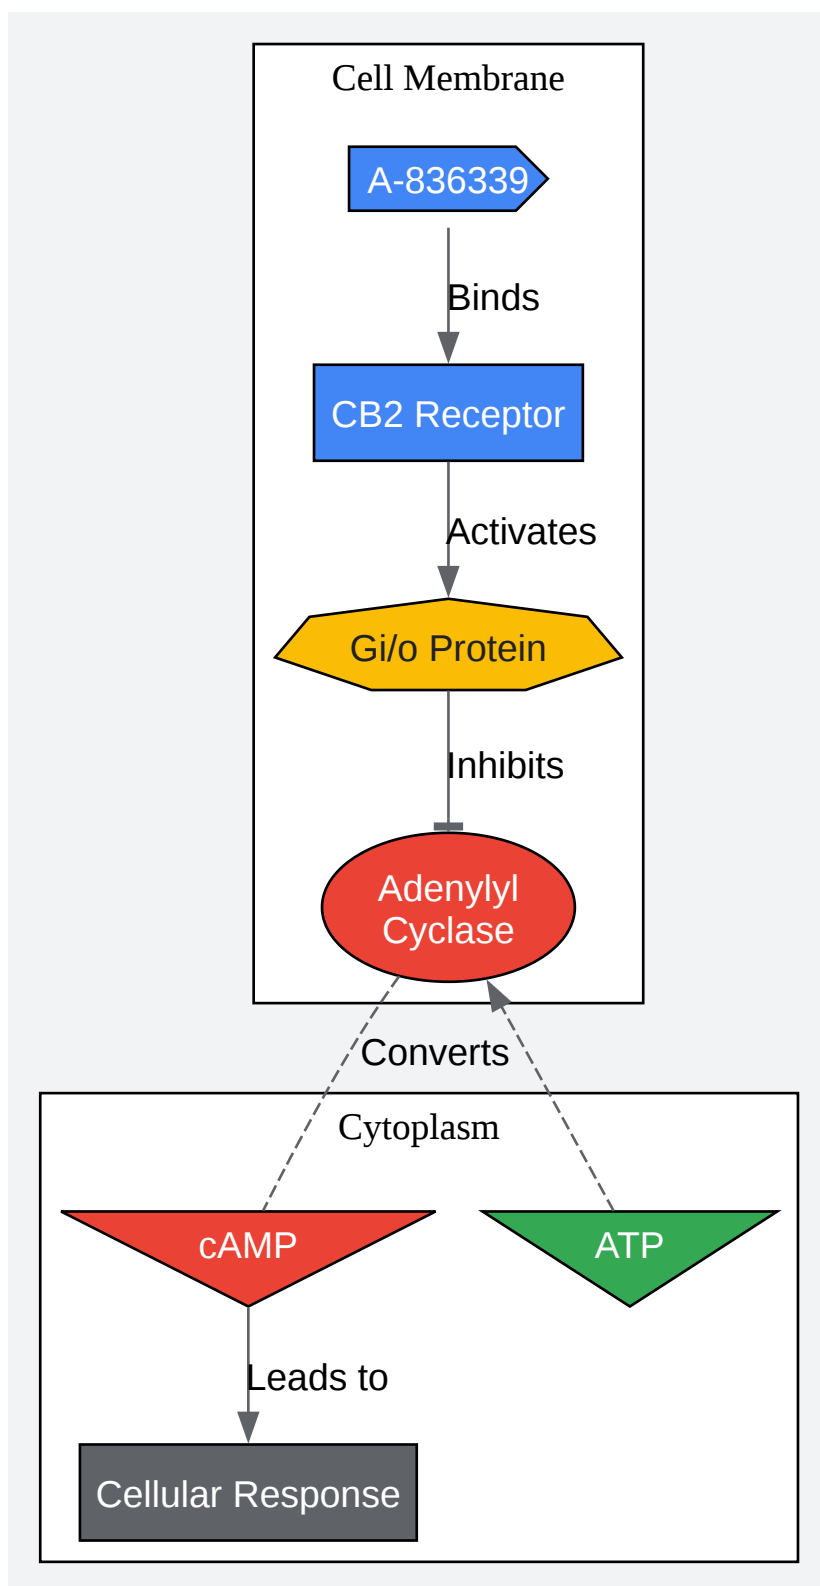 Cell Membrane
A-836339
Binds
CB2 Receptor
Activates
Gi/o Protein
Inhibits
Adenylyl
Cyclase
Converts
Cytoplasm
cAMP
ATP
Leads to
Cellular Response